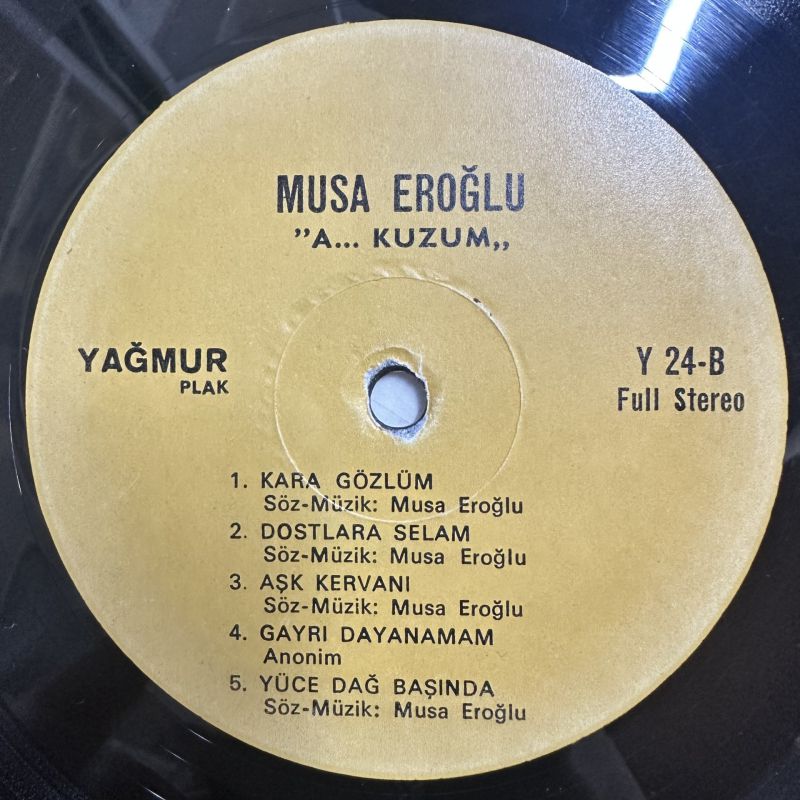 MUSA EROĞLU
"A... KUZUM„
YAĞMUR
PLAK
Y 24-B
Full Stereo
1. KARA GÖZLÜM
Söz-Müzik: Musa Eroğlu
2. DOSTLARA SELAM
Söz-Müzik: Musa Eroğlu
3. AŞK KERVANI
Söz-Müzik: Musa Eroğlu
4. GAYRI DAYANAMAM
Anonim
5. YÜCE DAĞ BAŞINDA
Söz-Müzik: Musa Eroğlu